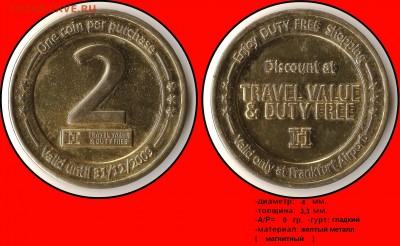 One coin per purchase
2
H TRAVEL VALUE
& DUTY FREE
Valid until 31/12/2003
Enjoy DUTY FREE Shopping
Discount at
TRAVEL VALUE
& DUTY FREE
H
Valid only at Frankfurt Airport
-диаметр: мм.
-толщина: мм.
-А/Р= гр. -гурт: гладкий
-материал: желтый металл
( магнитный )